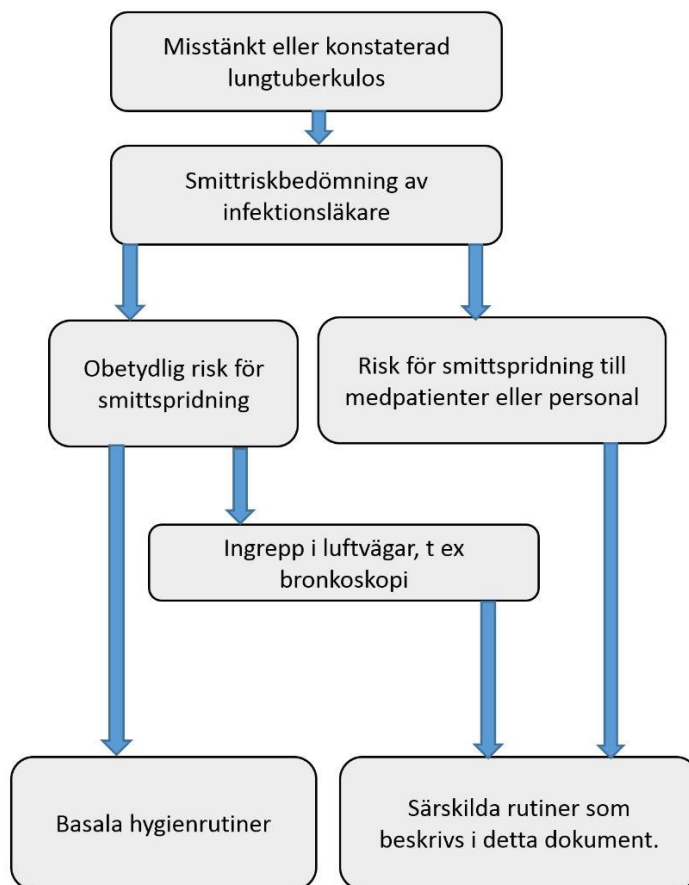 Misstänkt eller konstaterad
lungtuberkulos
Smittriskbedömning av
infektionsläkare
Obetydlig risk för
smittspridning
Risk för smittspridning till
medpatienter eller personal
Ingrepp i luftvägar, t ex
bronkoskopi
Basala hygienrutiner
Särskilda rutiner som
beskrivs i detta dokument.